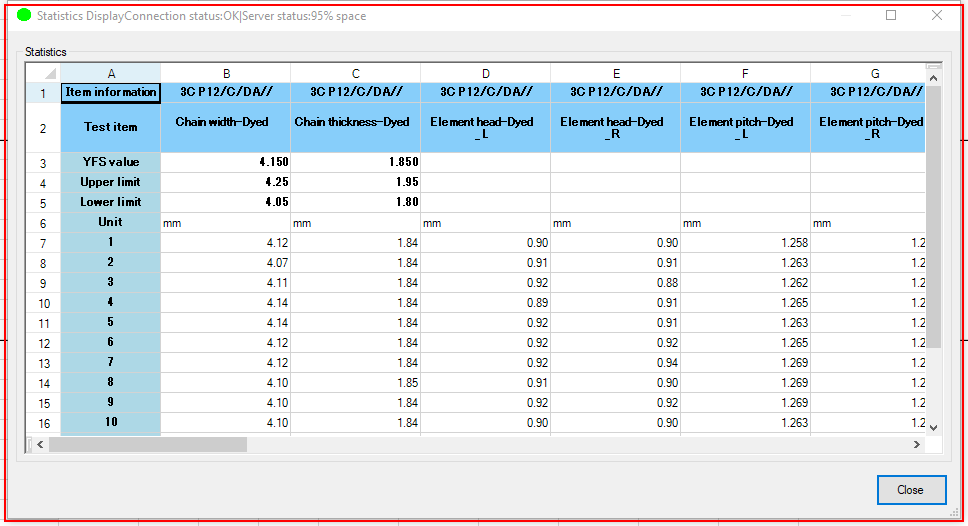 Statistics DisplayConnection status:OK|Server status:95% space
Statistics
A B C D E F G
1 Item information 3C P12/C/DA// 3C P12/C/DA// 3C P12/C/DA// 3C P12/C/DA// 3C P12/C/DA// 3C P12/C/DA//
2 Test item Chain width-Dyed Chain thickness-Dyed Element head-Dyed _L Element head-Dyed _R Element pitch-Dyed _L Element pitch-Dyed _R
3 YFS value 4.150 1.850
4 Upper limit 4.25 1.95
5 Lower limit 4.05 1.80
6 Unit mm mm mm mm mm mm
7 1 4.12 1.84 0.90 0.90 1.258 1.2
8 2 4.07 1.84 0.91 0.91 1.263 1.2
9 3 4.11 1.84 0.92 0.88 1.262 1.2
10 4 4.14 1.84 0.89 0.91 1.265 1.2
11 5 4.14 1.84 0.92 0.91 1.263 1.2
12 6 4.12 1.84 0.92 0.92 1.265 1.2
13 7 4.12 1.84 0.92 0.94 1.269 1.2
14 8 4.10 1.85 0.91 0.90 1.269 1.2
15 9 4.10 1.84 0.92 0.92 1.269 1.2
16 10 4.10 1.84 0.90 0.90 1.263 1.2
Close